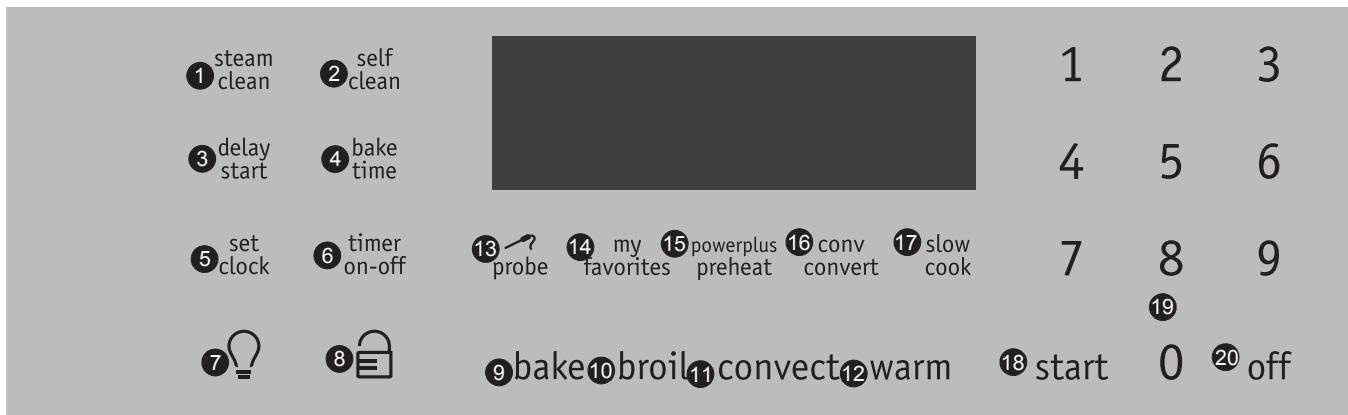 1 steam clean
2 self clean
1 2 3
3 delay start
4 bake time
4 5 6
5 set clock
6 timer on-off
13 probe
14 my favorites
15 powerplus preheat
16 conv convert
17 slow cook
7 8 9
19
7
8
9 bake
10 broil
11 convect
12 warm
18 start
0
20 off